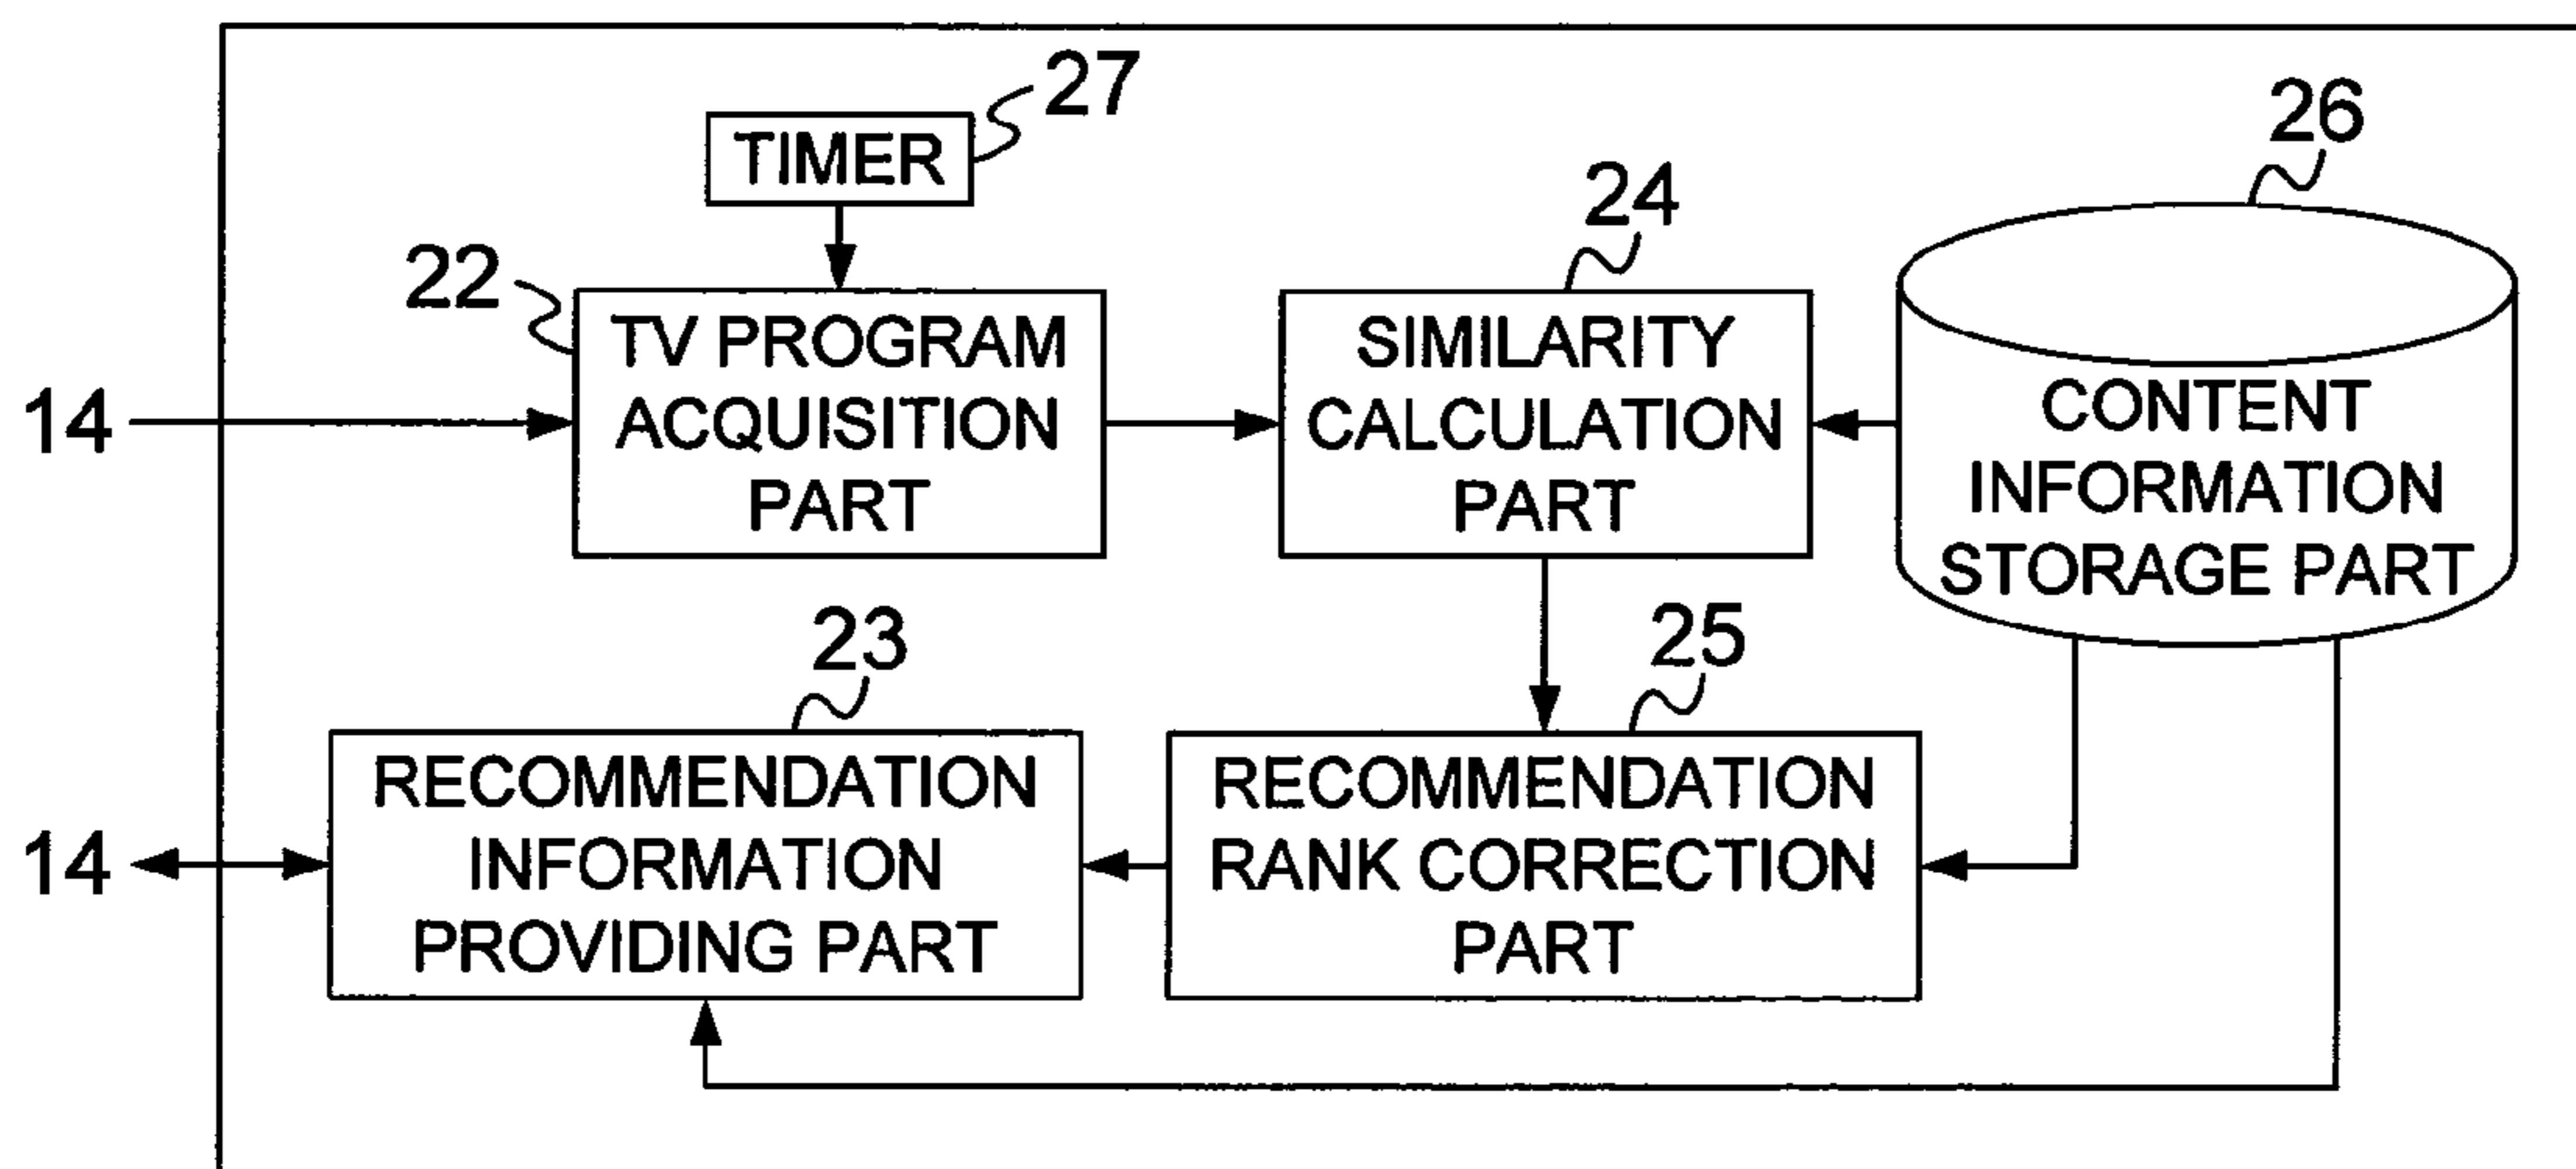 27
TIMER
26
24
22
TV PROGRAM
ACQUISITION
PART
SIMILARITY
CALCULATION
PART
CONTENT
INFORMATION
STORAGE PART
14
23
25
RECOMMENDATION
INFORMATION
PROVIDING PART
RECOMMENDATION
RANK CORRECTION
PART
14